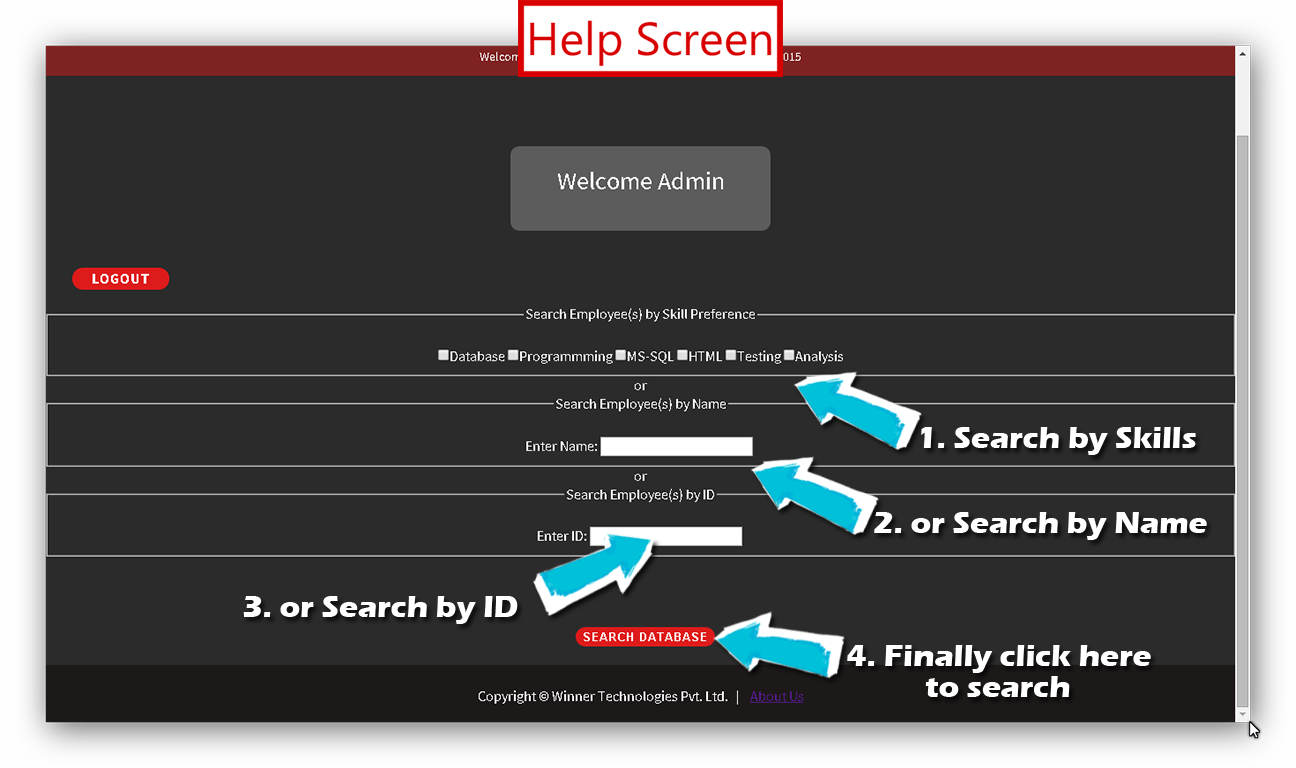 Help Screen
Welcom
015
Welcome Admin
LOGOUT
Search Employee(s) by Skill Preference
Database Programmming MS-SQL HTML Testing Analysis
or
Search Employee(s) by Name
1. Search by Skills
Enter Name:
or
Search Employee(s) by ID
2. or Search by Name
Enter ID:
3. or Search by ID
SEARCH DATABASE
4. Finally click here
to search
Copyright © Winner Technologies Pvt. Ltd. | About Us